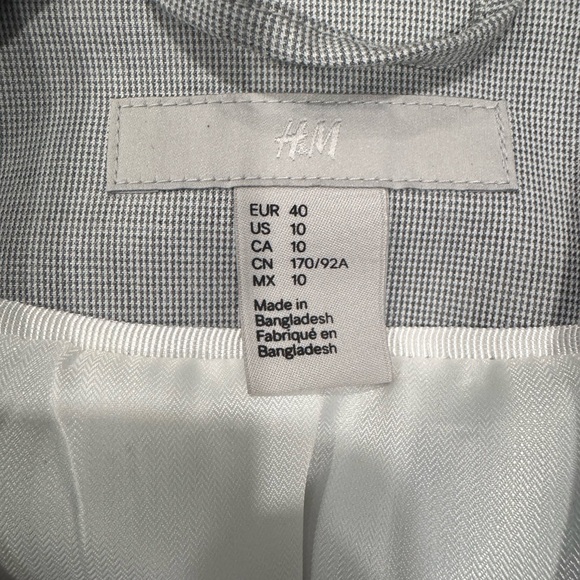 H&M
EUR 40
US 10
CA 10
CN 170/92A
MX 10
Made in
Bangladesh
Fabriqué en
Bangladesh